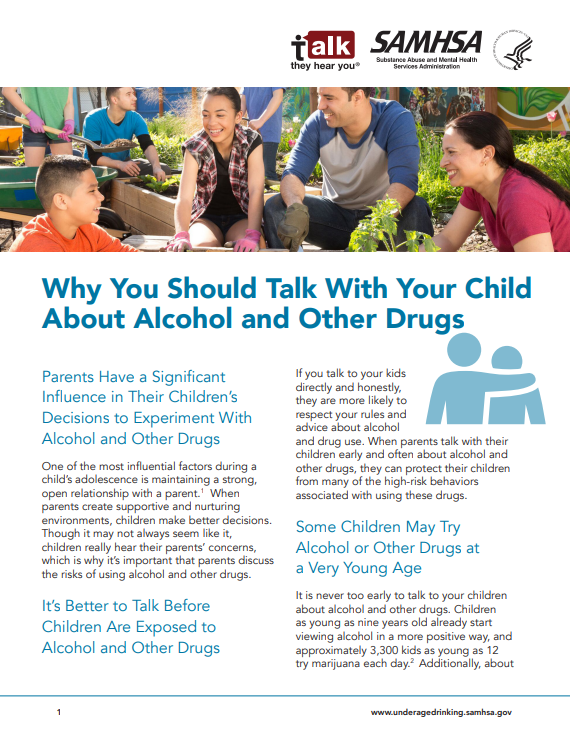 talk
they hear you®
SAMHSA
Substance Abuse and Mental Health
Services Administration
Why You Should Talk With Your Child
About Alcohol and Other Drugs
Parents Have a Significant
Influence in Their Children’s
Decisions to Experiment With
Alcohol and Other Drugs
One of the most influential factors during a
child’s adolescence is maintaining a strong,
open relationship with a parent.1 When
parents create supportive and nurturing
environments, children make better decisions.
Though it may not always seem like it,
children really hear their parents’ concerns,
which is why it’s important that parents discuss
the risks of using alcohol and other drugs.
It’s Better to Talk Before
Children Are Exposed to
Alcohol and Other Drugs
If you talk to your kids
directly and honestly,
they are more likely to
respect your rules and
advice about alcohol
and drug use. When parents talk with their
children early and often about alcohol and
other drugs, they can protect their children
from many of the high-risk behaviors
associated with using these drugs.
Some Children May Try
Alcohol or Other Drugs at
a Very Young Age
It is never too early to talk to your children
about alcohol and other drugs. Children
as young as nine years old already start
viewing alcohol in a more positive way, and
approximately 3,300 kids as young as 12
try marijuana each day.2 Additionally, about
1
www.underagedrinking.samhsa.gov